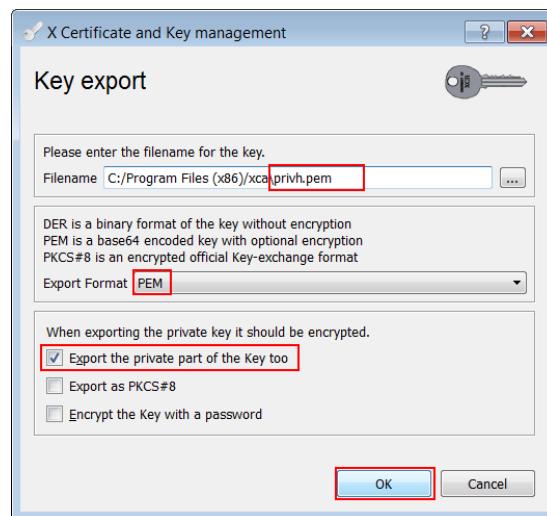 X Certificate and Key management
?
X
Key export
Please enter the filename for the key.
Filename C:/Program Files (x86)/xca\privh.pem ...
DER is a binary format of the key without encryption
PEM is a base64 encoded key with optional encryption
PKCS#8 is an encrypted official Key-exchange format
Export Format PEM
When exporting the private key it should be encrypted.
Export the private part of the Key too
Export as PKCS#8
Encrypt the Key with a password
OK Cancel